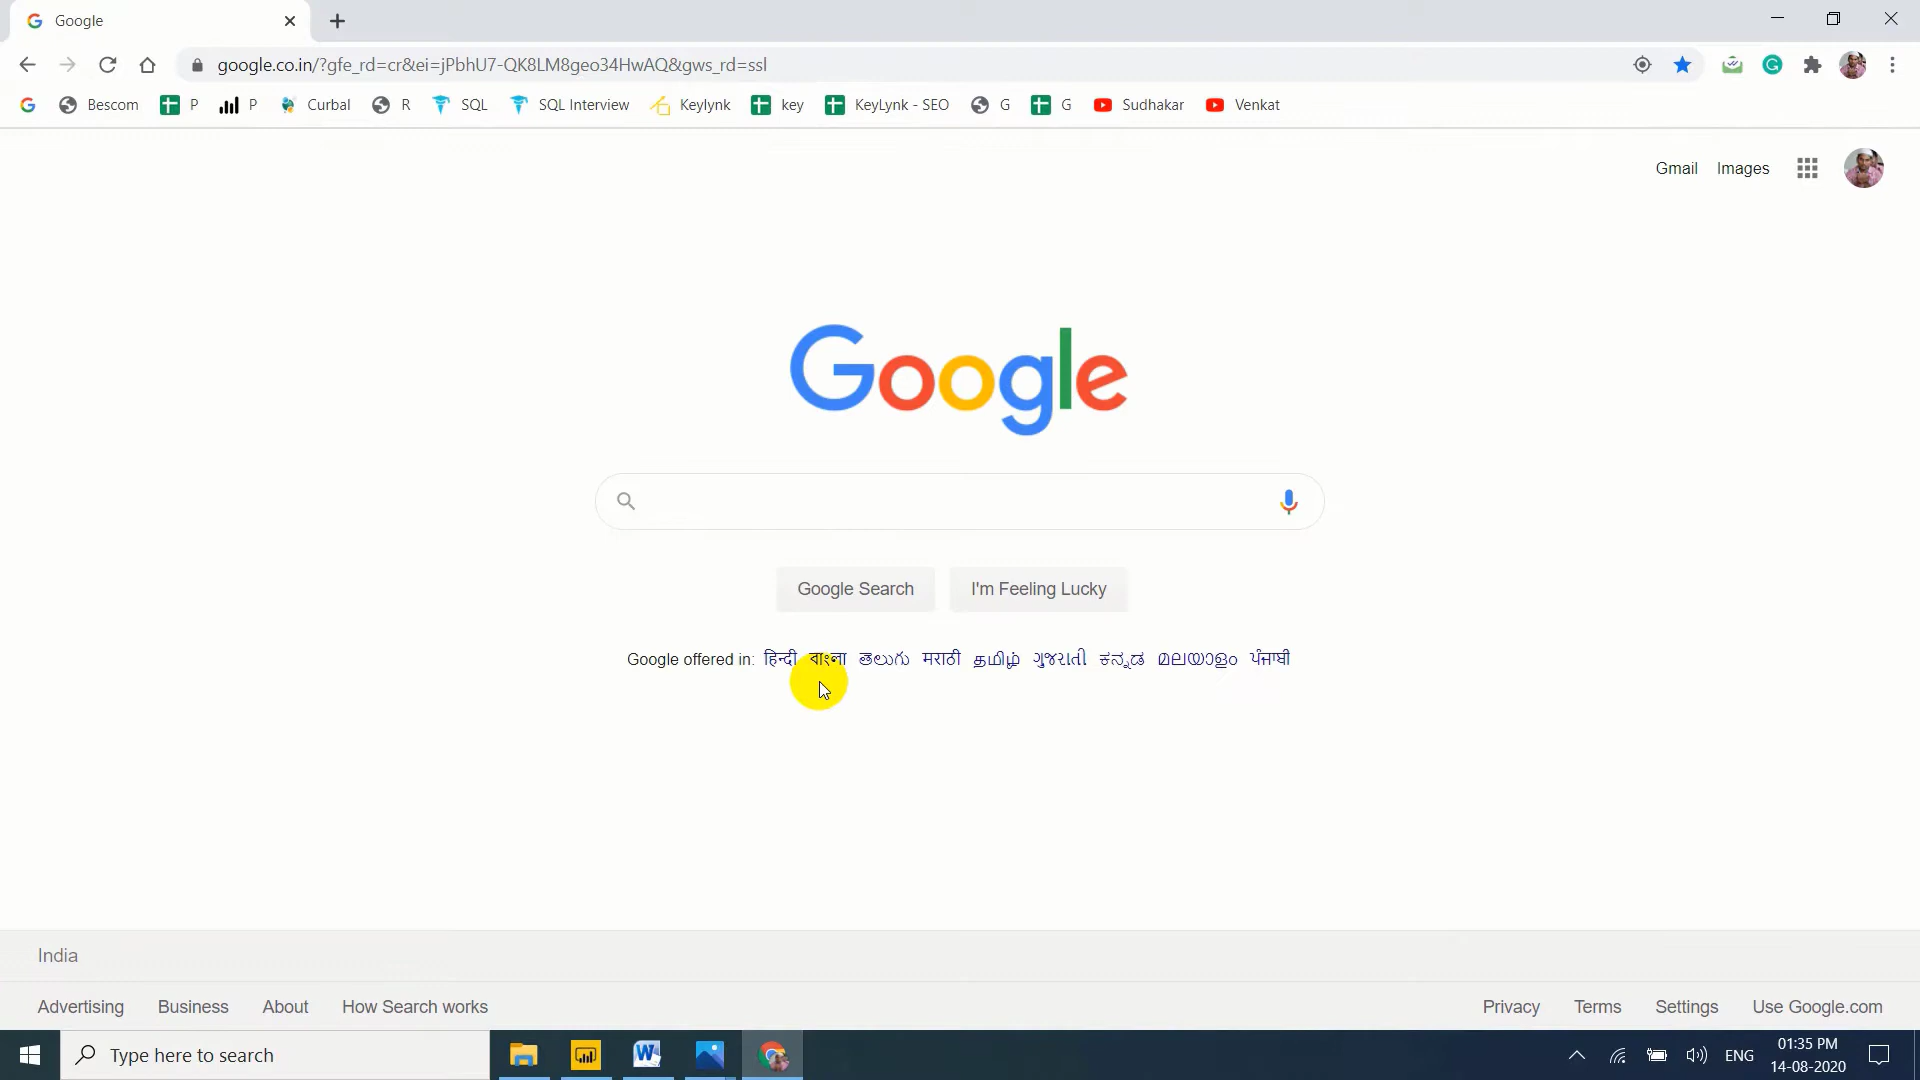 Google
google.co.in/?gfe_rd=cr&ei=jPbhU7-QK8LM8geo34HwAQ&gws_rd=ssl
Bescom P P Curbal R SQL SQL Interview Keylynk key KeyLynk - SEO G G Sudhakar Venkat
Gmail Images
Google
Google Search I'm Feeling Lucky
Google offered in: हिन्दी বাংলা తెలుగు मराठी தமிழ் ગુજરાતી ಕನ್ನಡ മലയാളം ਪੰਜਾਬੀ
India
Advertising Business About How Search works Privacy Terms Settings Use Google.com
Type here to search ENG 01:35 PM
14-08-2020